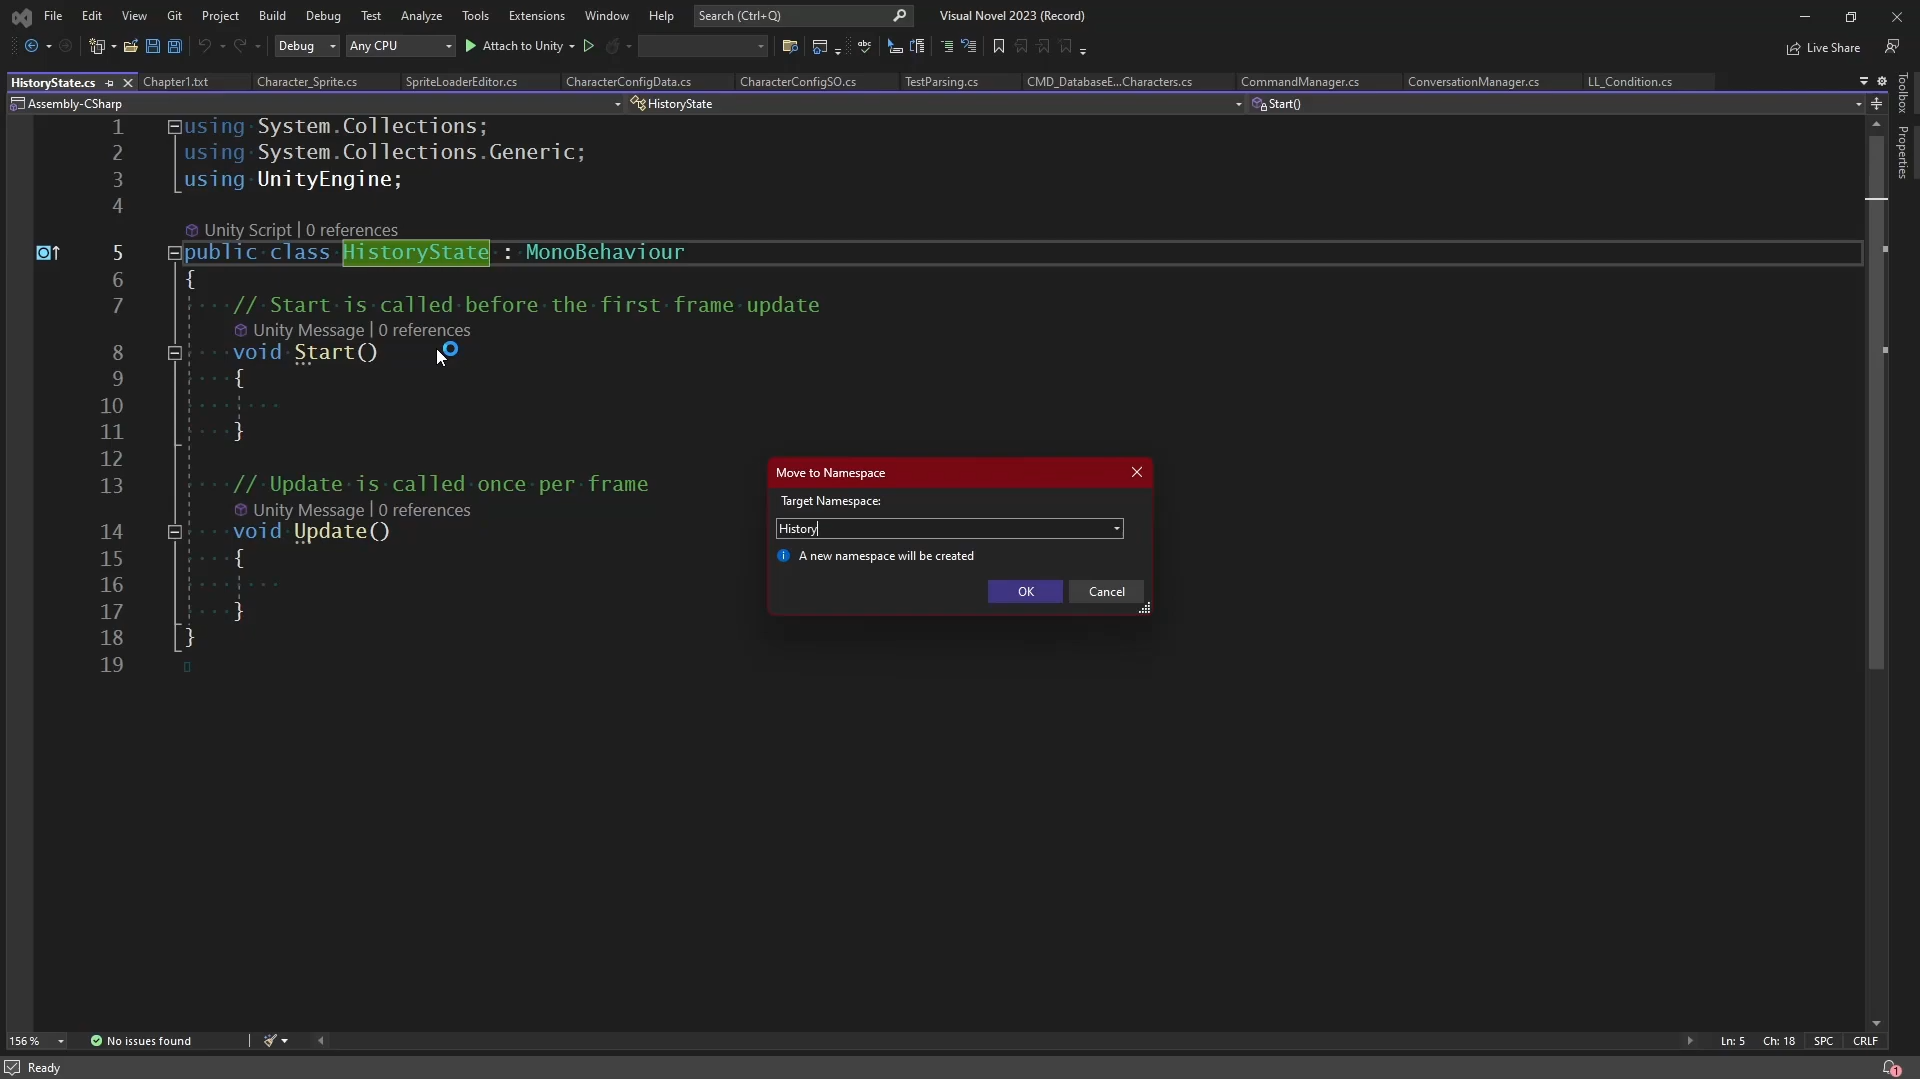 File Edit View Git Project Build Debug Test Analyze Tools Extensions Window Help Search (Ctrl+Q) Visual Novel 2023 (Record)
Debug Any CPU Attach to Unity Live Share
HistoryState.cs Chapter1.txt Character_Sprite.cs SpriteLoaderEditor.cs CharacterConfigData.cs CharacterConfigSO.cs TestParsing.cs CMD_DatabaseE...Characters.cs CommandManager.cs ConversationManager.cs LL_Condition.cs
Assembly-CSharp HistoryState Start()
Toolbox
Properties
1 using System.Collections;
2 using System.Collections.Generic;
3 using UnityEngine;
4
Unity Script | 0 references
5 public class HistoryState : MonoBehaviour
6 {
7 // Start is called before the first frame update
Unity Message | 0 references
8 void Start()
9 {
10
11 }
12
13 // Update is called once per frame
Unity Message | 0 references
14 void Update()
15 {
16
17 }
18 }
19
Move to Namespace
Target Namespace:
History
A new namespace will be created
OK Cancel
156 % No issues found Ln: 5 Ch: 18 SPC CRLF
Ready 1